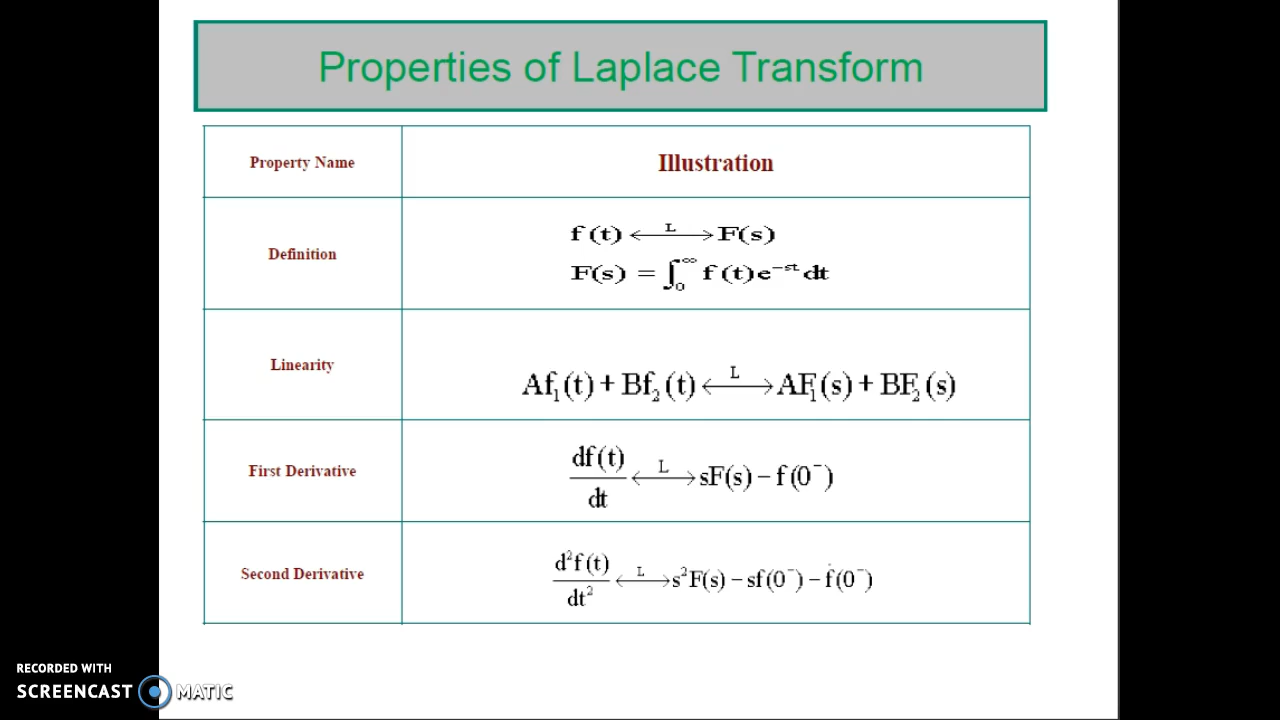 Properties of Laplace Transform
Property Name
Illustration
Definition
f(t) ⟷ᴸ F(s)
F(s) = ∫₀^∞ f(t)e^−st dt
Linearity
Af₁(t) + Bf₂(t) ⟷ᴸ AF₁(s) + BF₂(s)
First Derivative
df(t)/dt ⟷ᴸ sF(s) − f(0⁻)
Second Derivative
d²f(t)/dt² ⟷ᴸ s²F(s) − sf(0⁻) − ḟ(0⁻)
RECORDED WITH
SCREENCAST MATIC